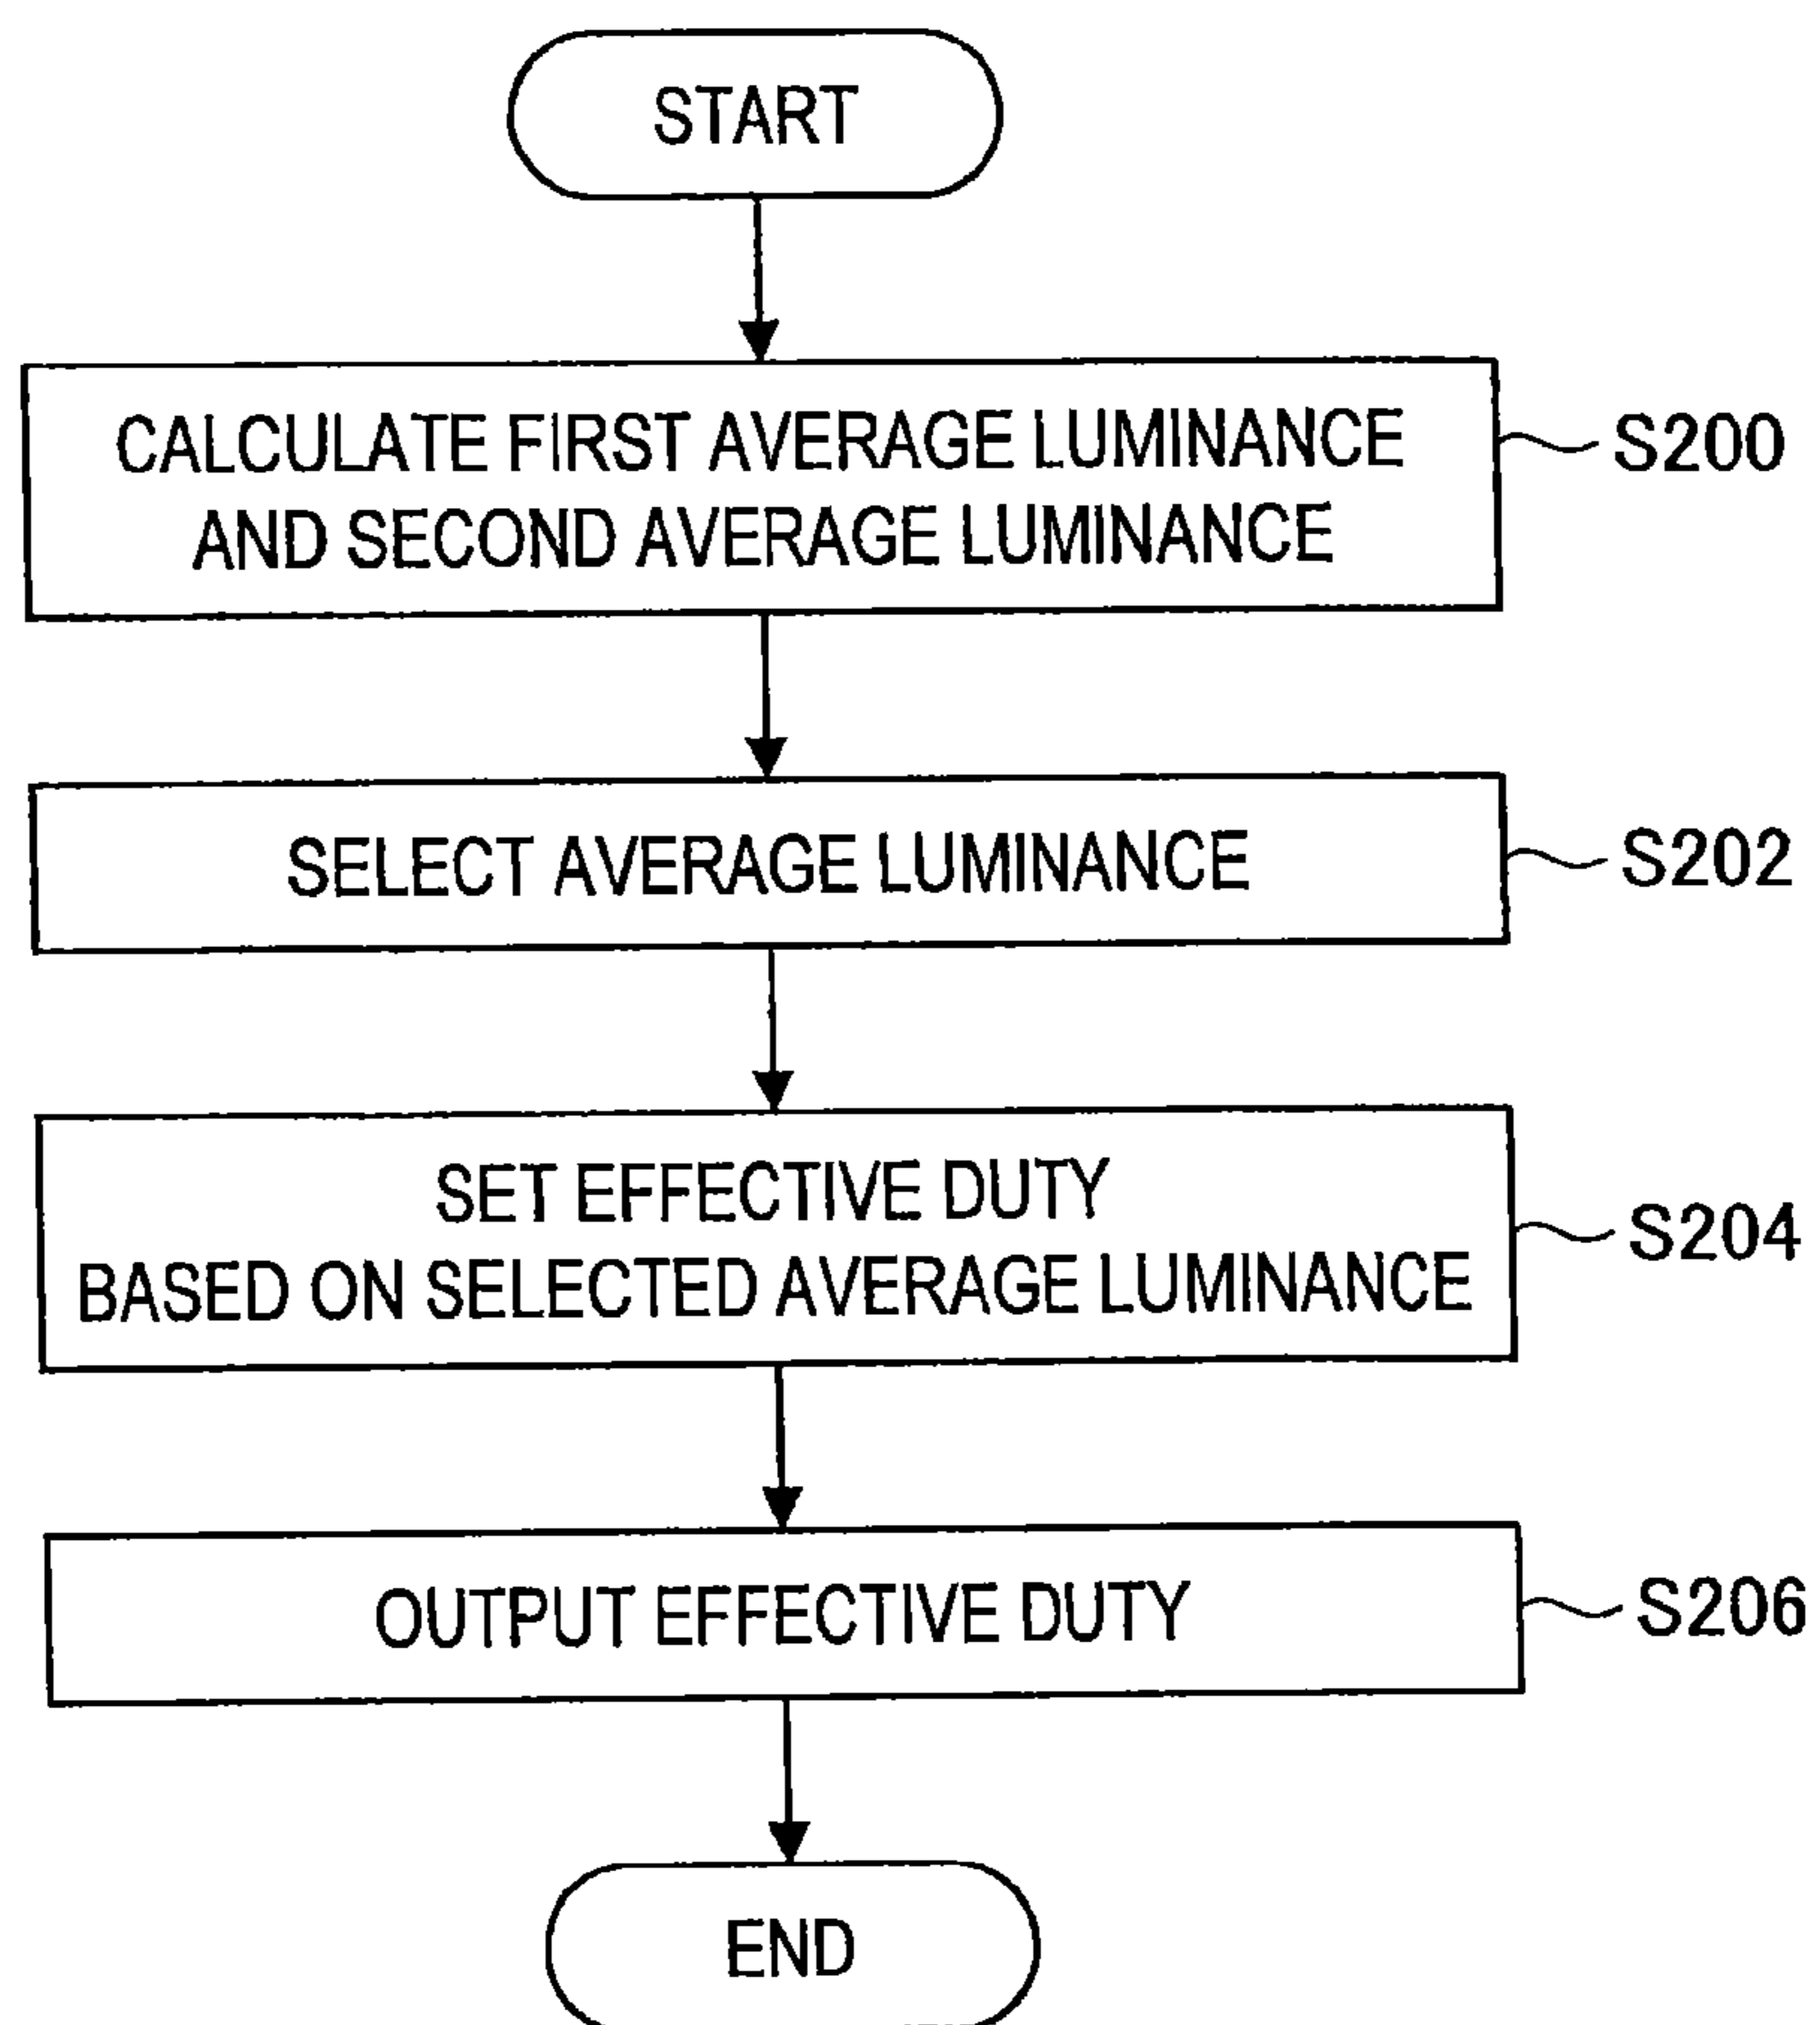 START
CALCULATE FIRST AVERAGE LUMINANCE
AND SECOND AVERAGE LUMINANCE
S200
SELECT AVERAGE LUMINANCE
S202
SET EFFECTIVE DUTY
BASED ON SELECTED AVERAGE LUMINANCE
S204
OUTPUT EFFECTIVE DUTY
S206
END